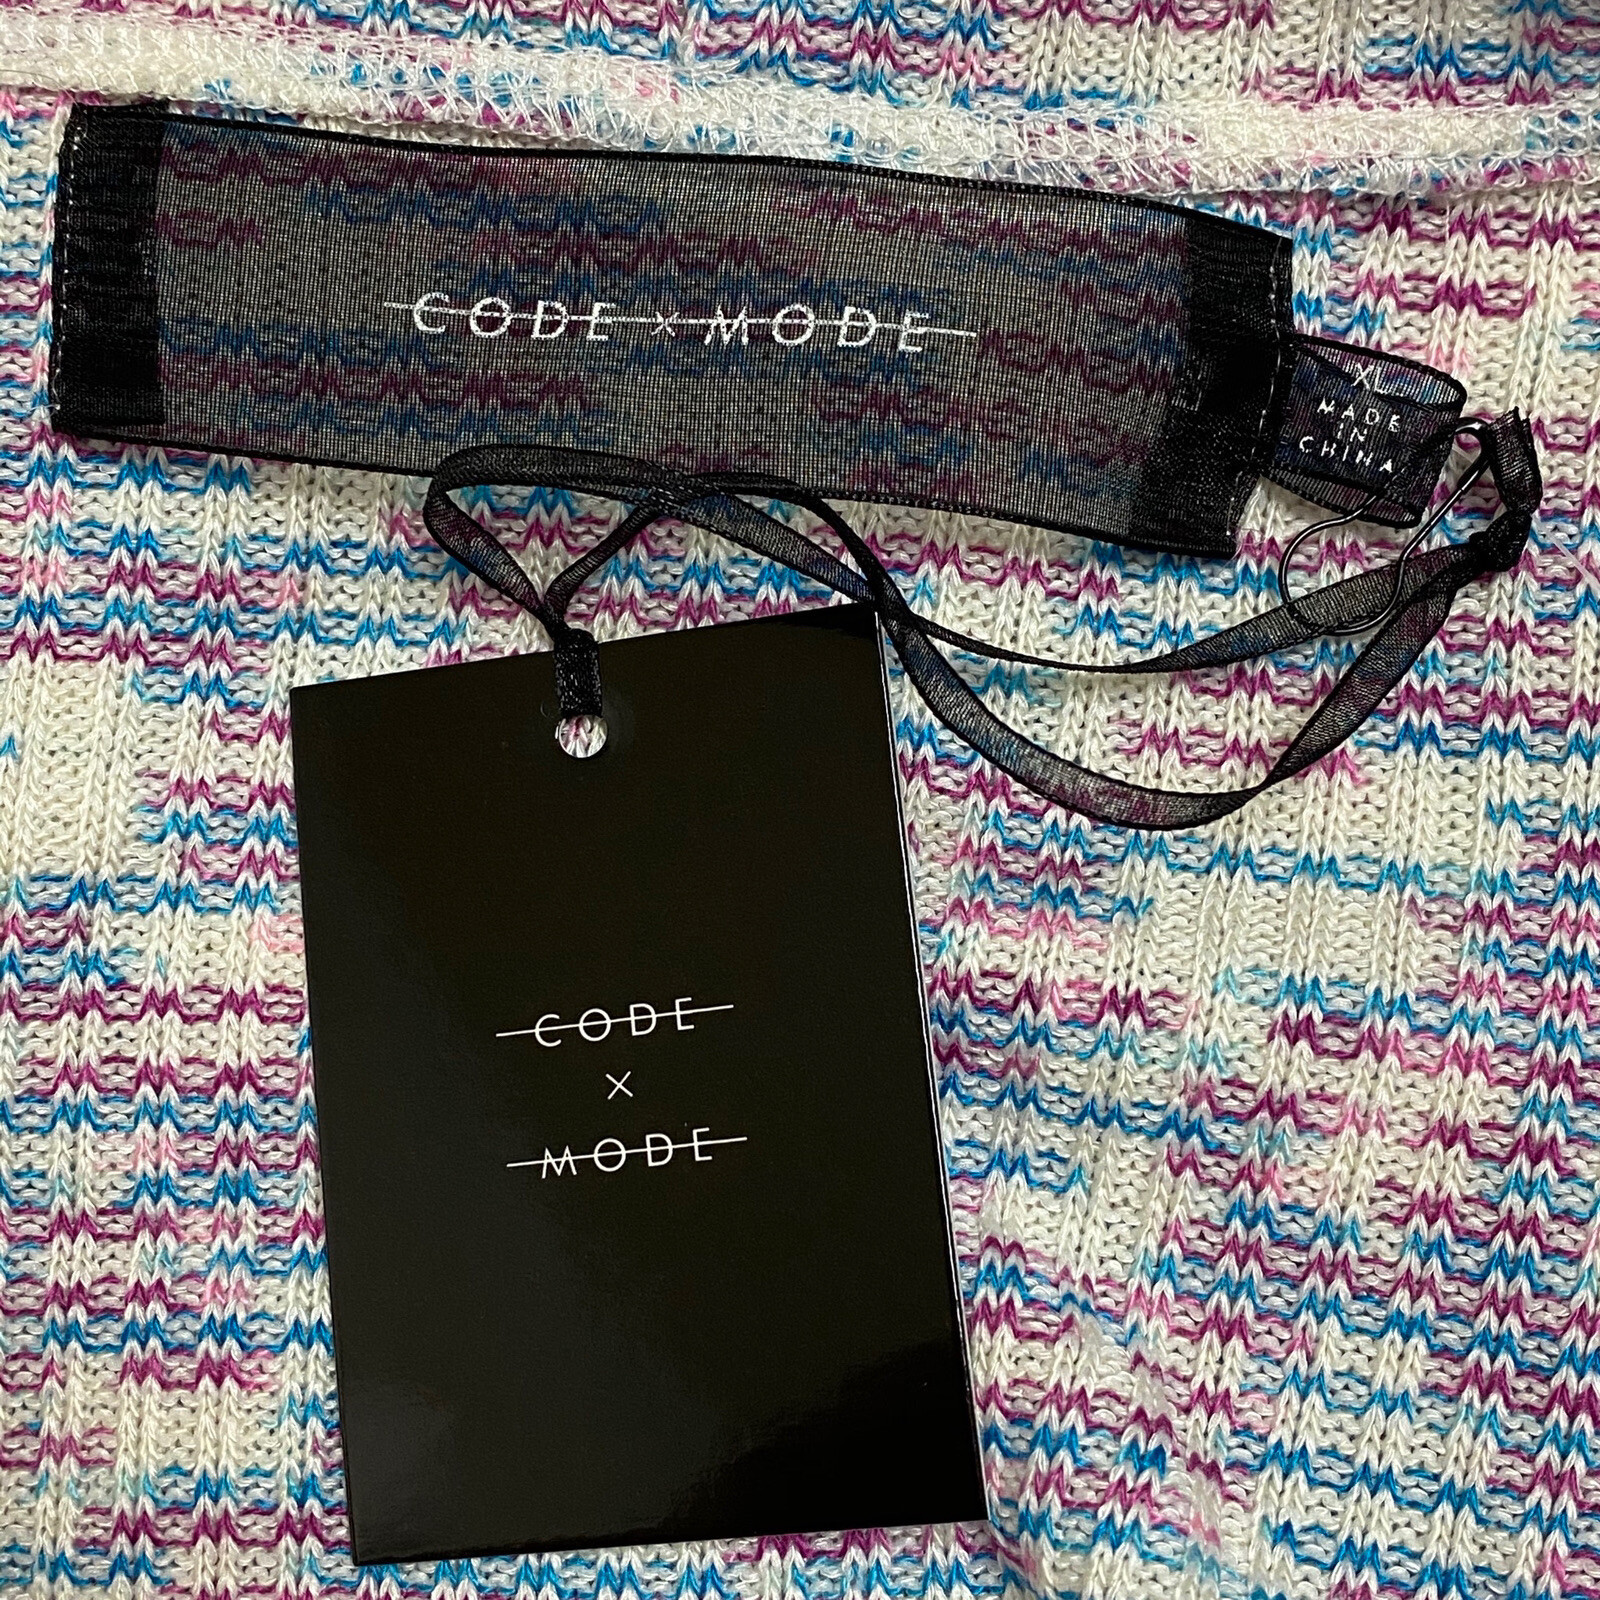 CODE × MODE
XL
MADE
IN
CHINA
CODE
×
MODE